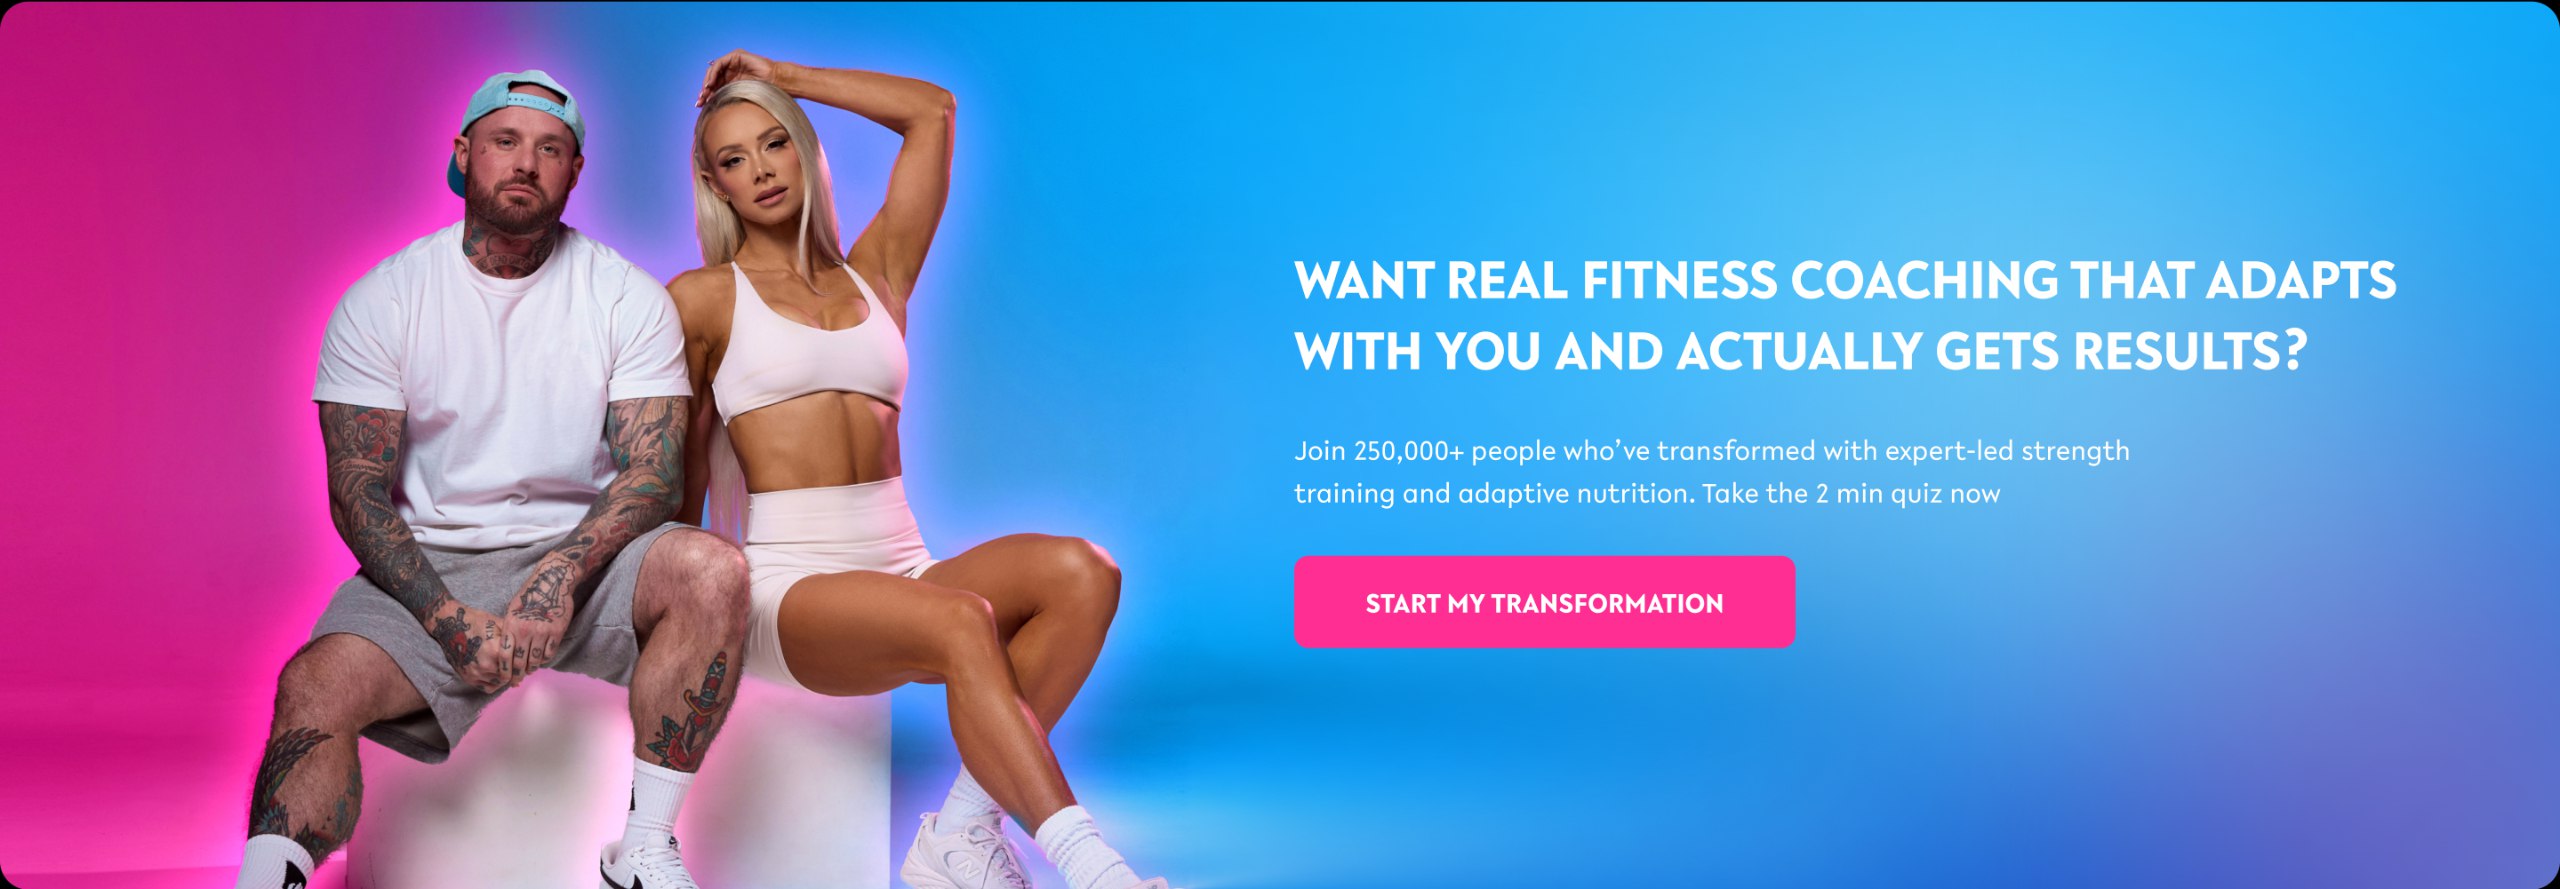 WANT REAL FITNESS COACHING THAT ADAPTS
WITH YOU AND ACTUALLY GETS RESULTS?
Join 250,000+ people who’ve transformed with expert-led strength
training and adaptive nutrition. Take the 2 min quiz now
START MY TRANSFORMATION